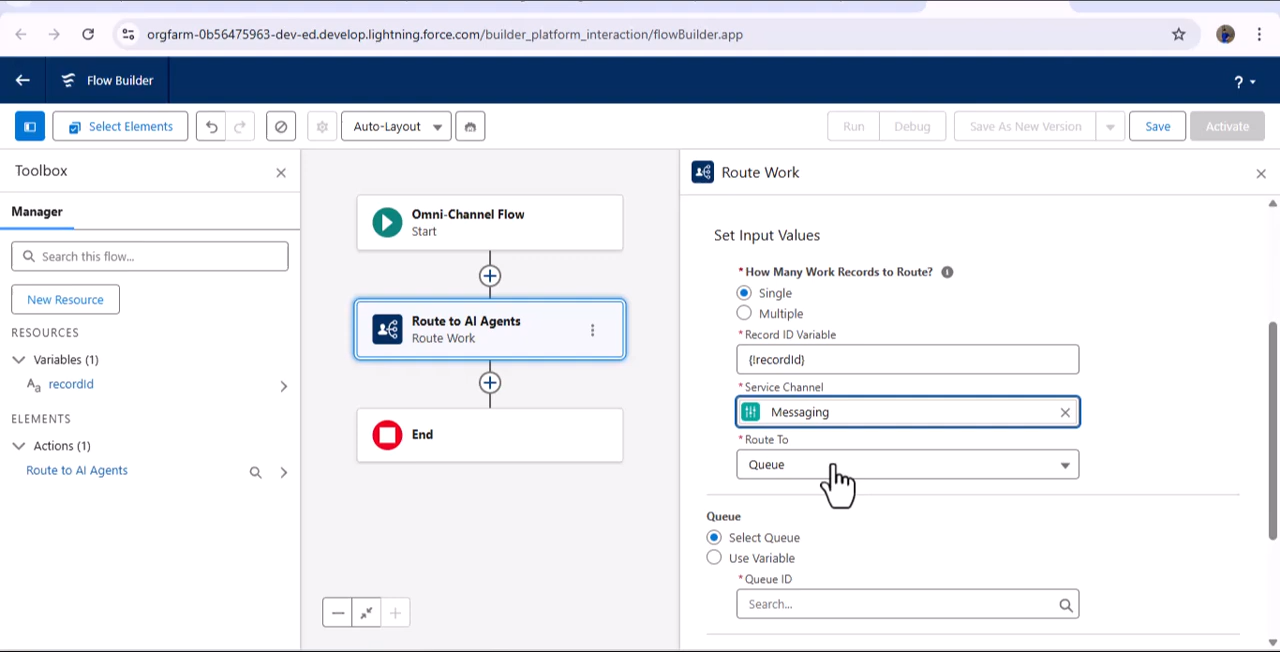 orgfarm-0b56475963-dev-ed.develop.lightning.force.com/builder_platform_interaction/flowBuilder.app
Flow Builder
?
Select Elements
Auto-Layout
Run
Debug
Save As New Version
Save
Activate
Toolbox
Manager
Search this flow...
New Resource
RESOURCES
Variables (1)
Aa recordId
ELEMENTS
Actions (1)
Route to AI Agents
Omni-Channel Flow
Start
Route to AI Agents
Route Work
End
Route Work
Set Input Values
*How Many Work Records to Route?
Single
Multiple
*Record ID Variable
{!recordId}
*Service Channel
Messaging
*Route To
Queue
Queue
Select Queue
Use Variable
*Queue ID
Search...